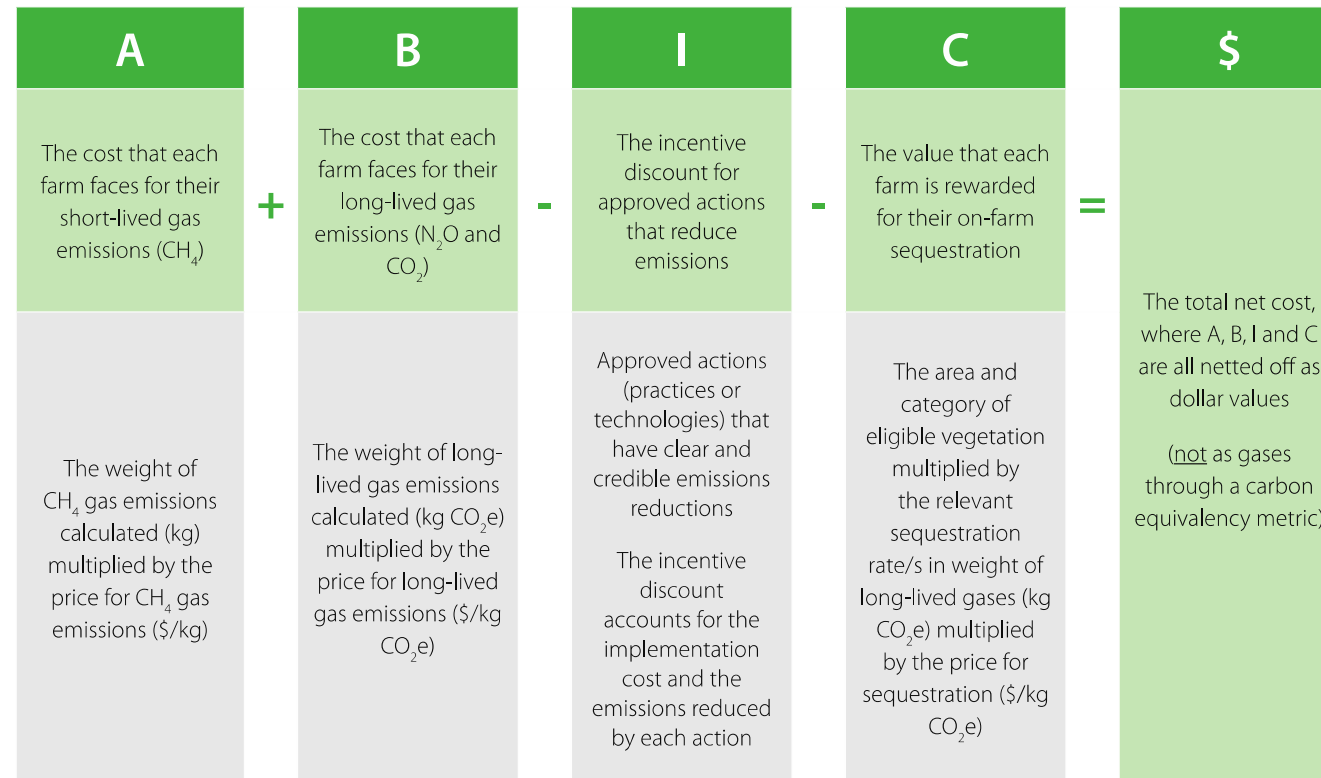 A
The cost that each
farm faces for their
short-lived gas
emissions (CH₄)
The weight of
CH₄ gas emissions
calculated (kg)
multiplied by the
price for CH₄ gas
emissions ($/kg)
+
B
The cost that each
farm faces for their
long-lived gas
emissions (N₂O and
CO₂)
The weight of long-
lived gas emissions
calculated (kg CO₂e)
multiplied by the
price for long-lived
gas emissions ($/kg
CO₂e)
-
I
The incentive
discount for
approved actions
that reduce
emissions
Approved actions
(practices or
technologies) that
have clear and
credible emissions
reductions
The incentive
discount
accounts for the
implementation
cost and the
emissions reduced
by each action
-
C
The value that each
farm is rewarded
for their on-farm
sequestration
The area and
category of
eligible vegetation
multiplied by
the relevant
sequestration
rate/s in weight of
long-lived gases (kg
CO₂e) multiplied
by the price for
sequestration ($/kg
CO₂e)
=
$
The total net cost,
where A, B, I and C
are all netted off as
dollar values
(not as gases
through a carbon
equivalency metric)